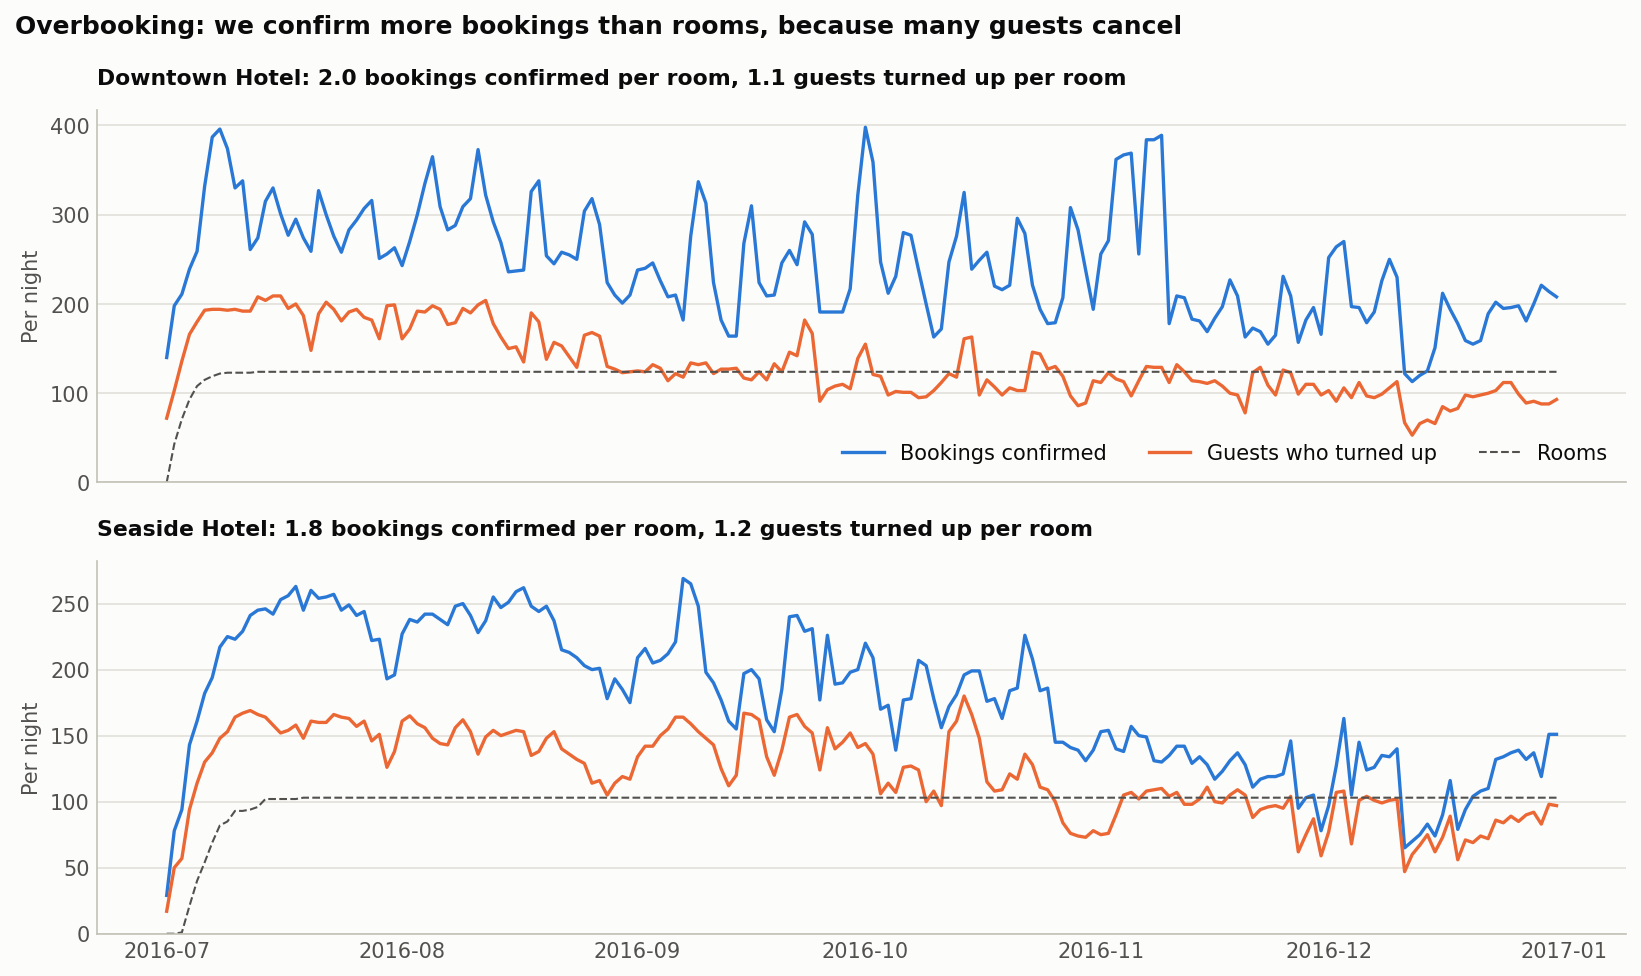 Overbooking: we confirm more bookings than rooms, because many guests cancel
Downtown Hotel: 2.0 bookings confirmed per room, 1.1 guests turned up per room
Per night
400
300
200
100
0
Bookings confirmed
Guests who turned up
Rooms
Seaside Hotel: 1.8 bookings confirmed per room, 1.2 guests turned up per room
Per night
250
200
150
100
50
0
2016-07
2016-08
2016-09
2016-10
2016-11
2016-12
2017-01